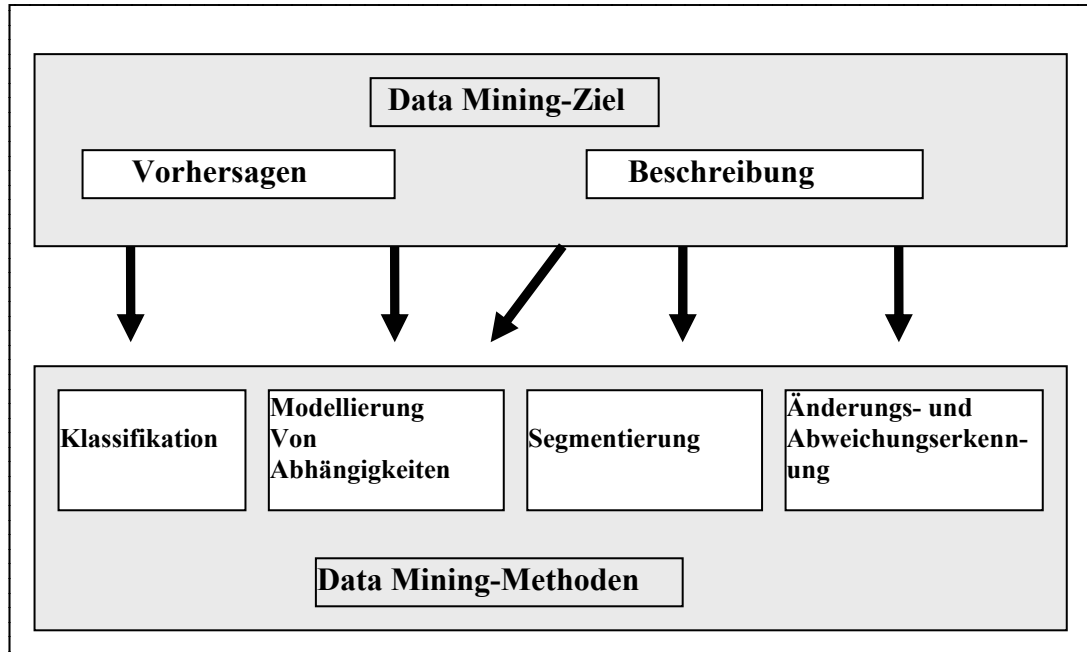 Data Mining-Ziel
Vorhersagen
Beschreibung
Klassifikation
Modellierung
Von
Abhängigkeiten
Segmentierung
Änderungs- und
Abweichungserkenn-
ung
Data Mining-Methoden